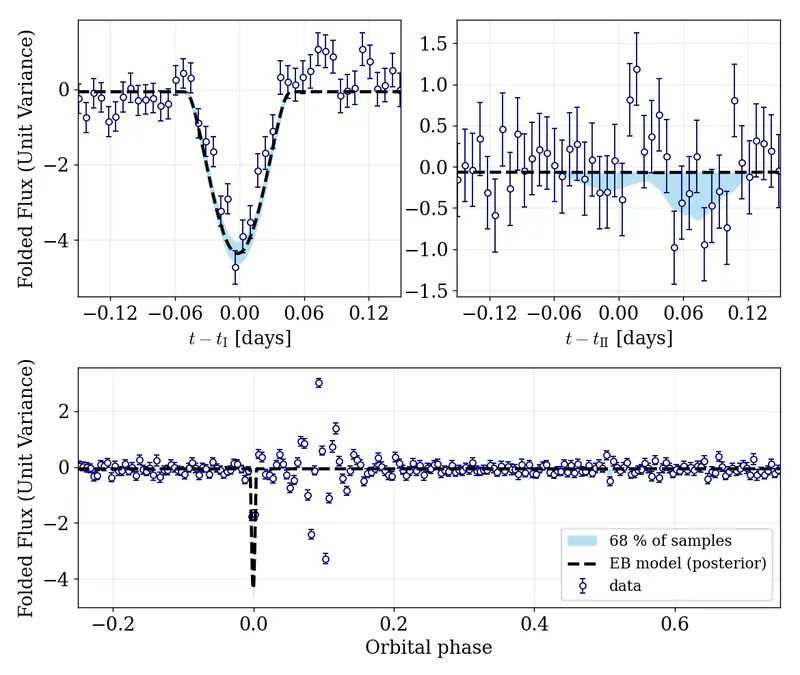 Folded Flux (Unit Variance)
0
−2
−4
−0.12 −0.06 0.00 0.06 0.12
t − tI [days]
1.5
1.0
0.5
0.0
−0.5
−1.0
−1.5
−0.12 −0.06 0.00 0.06 0.12
t − tII [days]
Folded Flux (Unit Variance)
2
0
−2
−4
−0.2 0.0 0.2 0.4 0.6
Orbital phase
68 % of samples
EB model (posterior)
data